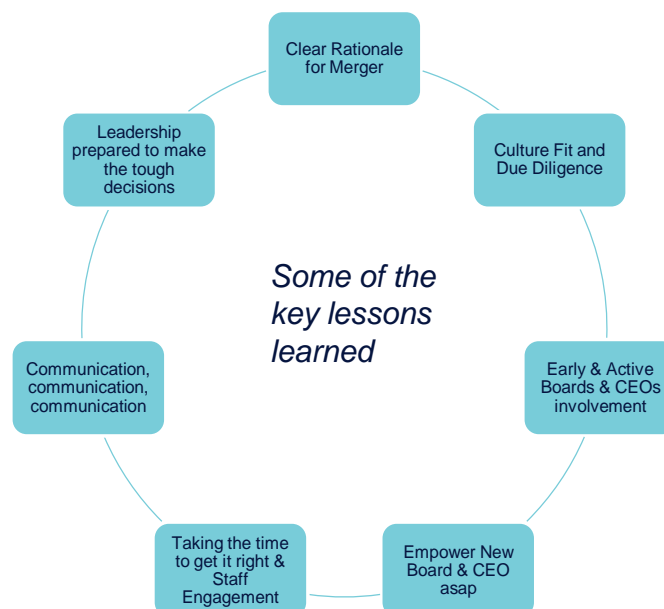 Clear Rationale
for Merger
Culture Fit and
Due Diligence
Early & Active
Boards & CEOs
involvement
Empower New
Board & CEO
asap
Taking the time
to get it right &
Staff
Engagement
Communication,
communication,
communication
Leadership
prepared to make
the tough
decisions
Some of the
key lessons
learned